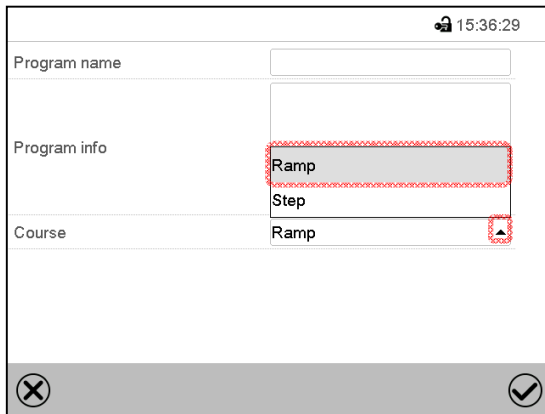 15:36:29
Program name
Program info
Ramp
Step
Course
Ramp